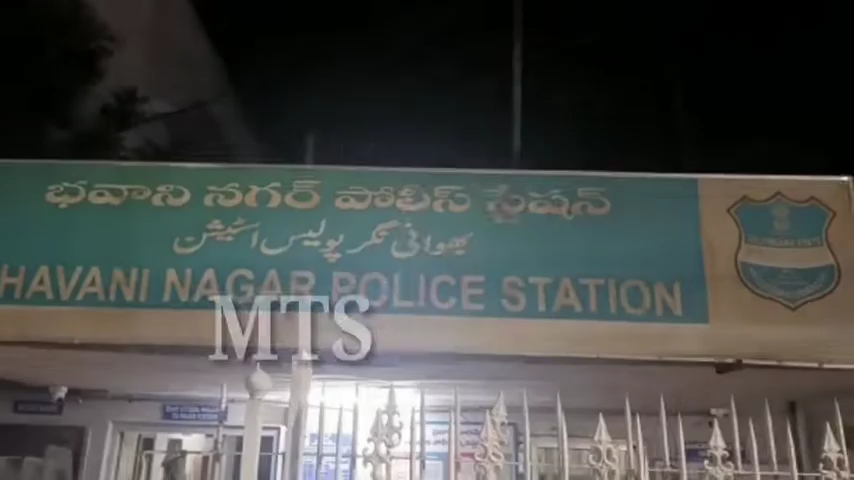 భవాని నగర్ పోలీస్ స్టేషన్
بھوانی نگر پولیس اسٹیشن
HAVANI NAGAR POLICE STATION
MTS